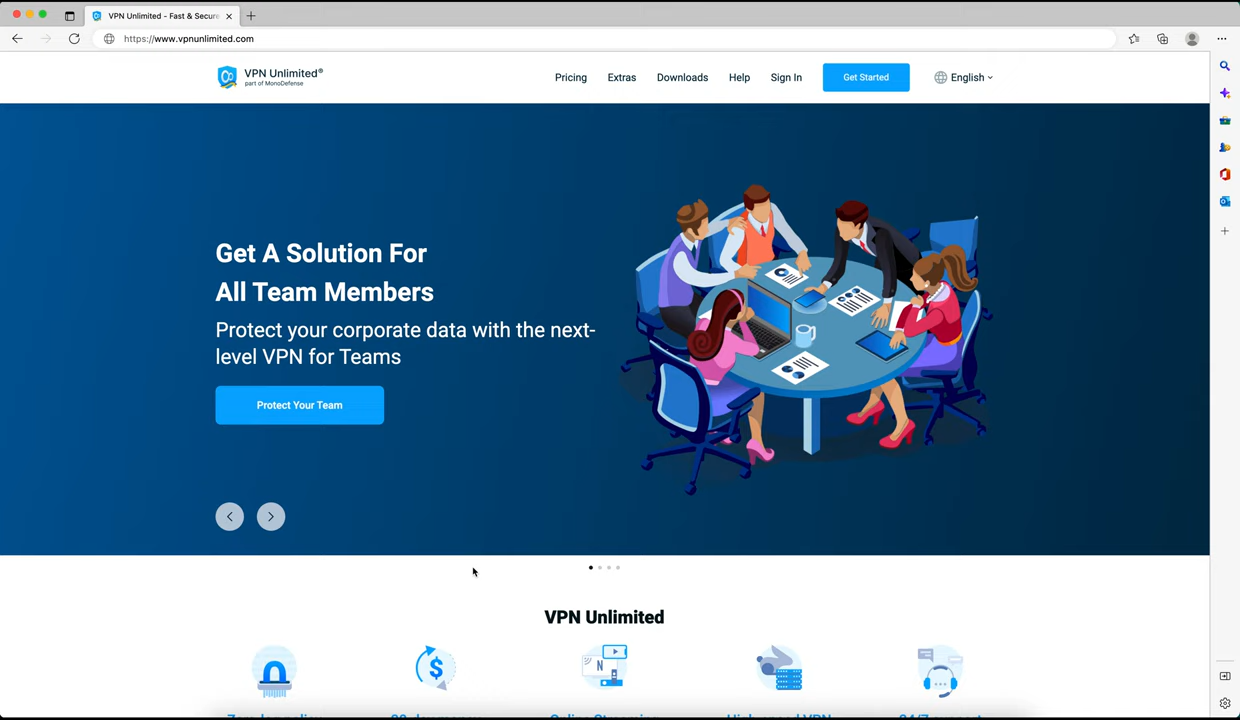 VPN Unlimited - Fast & Secure
https://www.vpnunlimited.com
VPN Unlimited®
part of MonoDefense
Pricing
Extras
Downloads
Help
Sign In
Get Started
English
Get A Solution For
All Team Members
Protect your corporate data with the next-
level VPN for Teams
Protect Your Team
N
VPN Unlimited
$
N